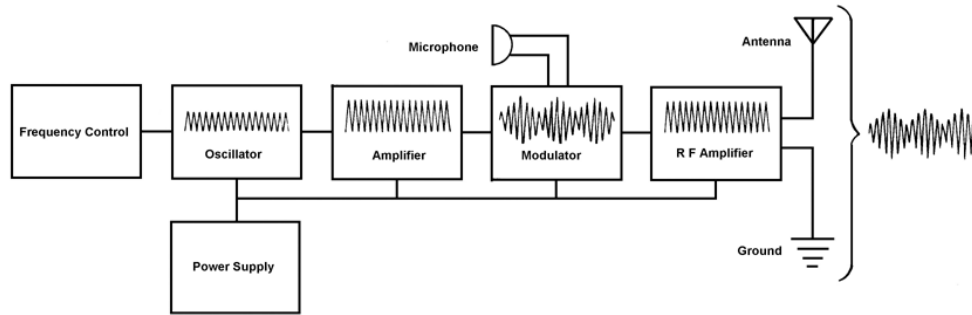 Microphone
Antenna
Frequency Control
Oscillator
Amplifier
Modulator
R F Amplifier
Ground
Power Supply